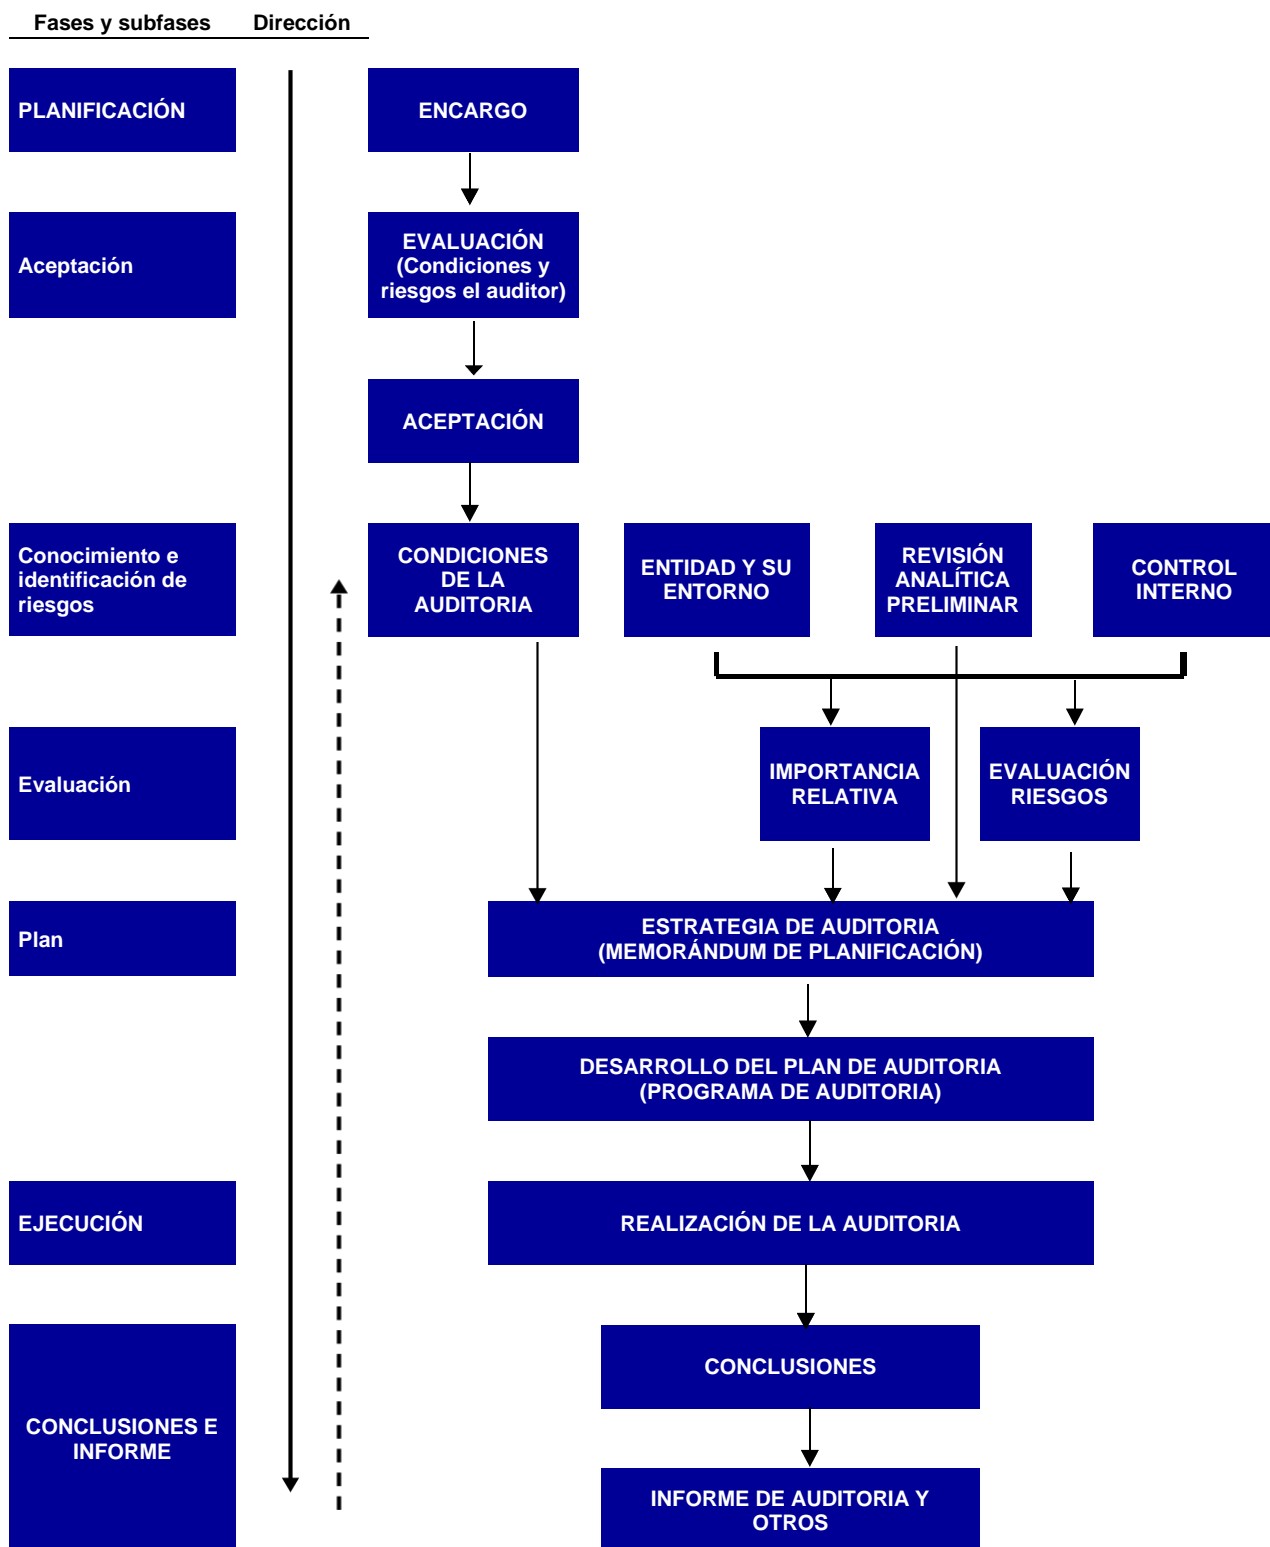 Fases y subfases Dirección
PLANIFICACIÓN
ENCARGO
Aceptación
EVALUACIÓN
(Condiciones y
riesgos el auditor)
ACEPTACIÓN
Conocimiento e
identificación de
riesgos
CONDICIONES
DE LA
AUDITORIA
ENTIDAD Y SU
ENTORNO
REVISIÓN
ANALÍTICA
PRELIMINAR
CONTROL
INTERNO
Evaluación
IMPORTANCIA
RELATIVA
EVALUACIÓN
RIESGOS
Plan
ESTRATEGIA DE AUDITORIA
(MEMORÁNDUM DE PLANIFICACIÓN)
DESARROLLO DEL PLAN DE AUDITORIA
(PROGRAMA DE AUDITORIA)
EJECUCIÓN
REALIZACIÓN DE LA AUDITORIA
CONCLUSIONES E
INFORME
CONCLUSIONES
INFORME DE AUDITORIA Y
OTROS